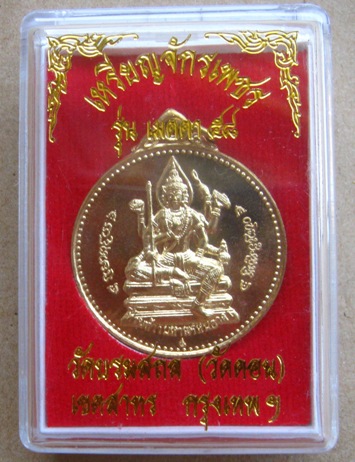 เหรียญจักรเพชร
รุ่น เมตตา ๕๘
วัดบรมสถล (วัดดอน)
เขตสาทร กรุงเทพฯ